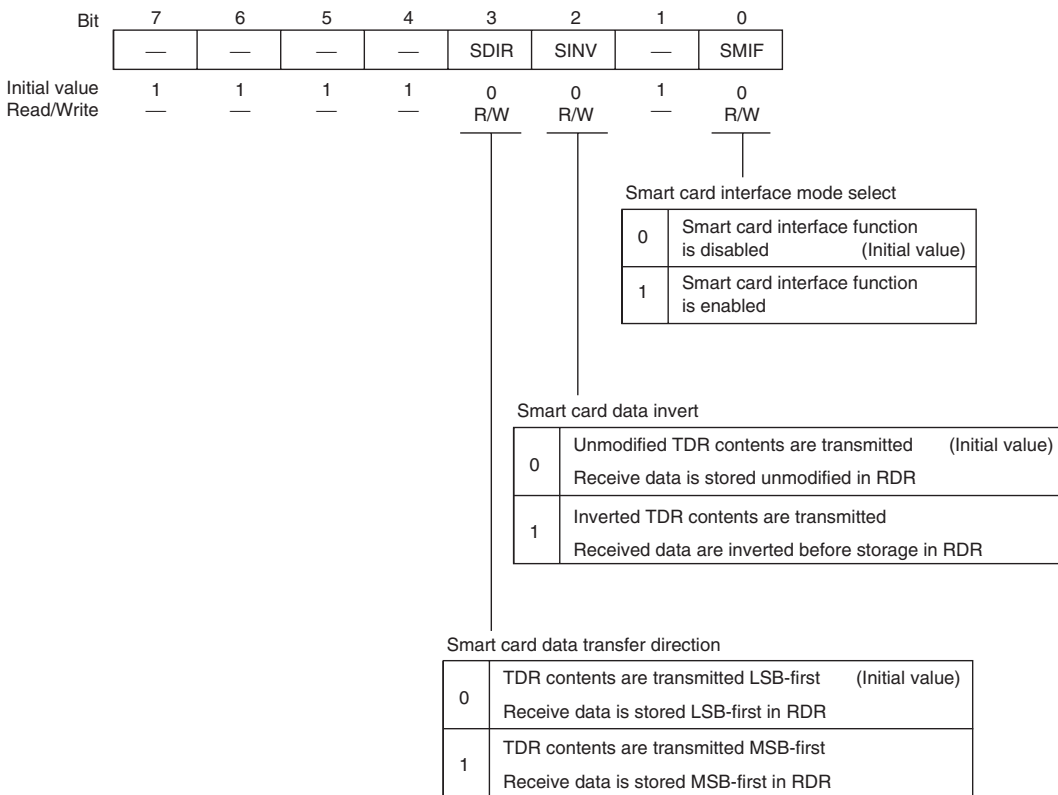 Bit 7 6 5 4 3 2 1 0
— — — — SDIR SINV — SMIF
Initial value 1 1 1 1 0 0 1 0
Read/Write — — — — R/W R/W — R/W
Smart card interface mode select
0 Smart card interface function
is disabled (Initial value)
1 Smart card interface function
is enabled
Smart card data invert
0 Unmodified TDR contents are transmitted (Initial value)
Receive data is stored unmodified in RDR
1 Inverted TDR contents are transmitted
Received data are inverted before storage in RDR
Smart card data transfer direction
0 TDR contents are transmitted LSB-first (Initial value)
Receive data is stored LSB-first in RDR
1 TDR contents are transmitted MSB-first
Receive data is stored MSB-first in RDR